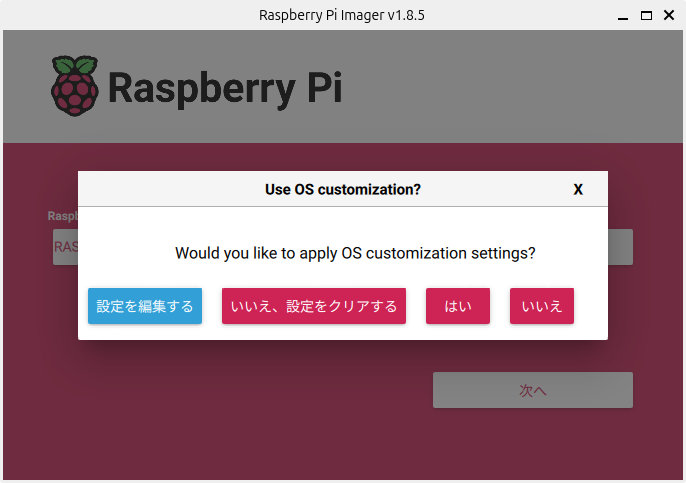 Raspberry Pi Imager v1.8.5
Raspberry Pi
Use OS customization?
X
Would you like to apply OS customization settings?
設定を編集する
いいえ、設定をクリアする
はい
いいえ
次へ